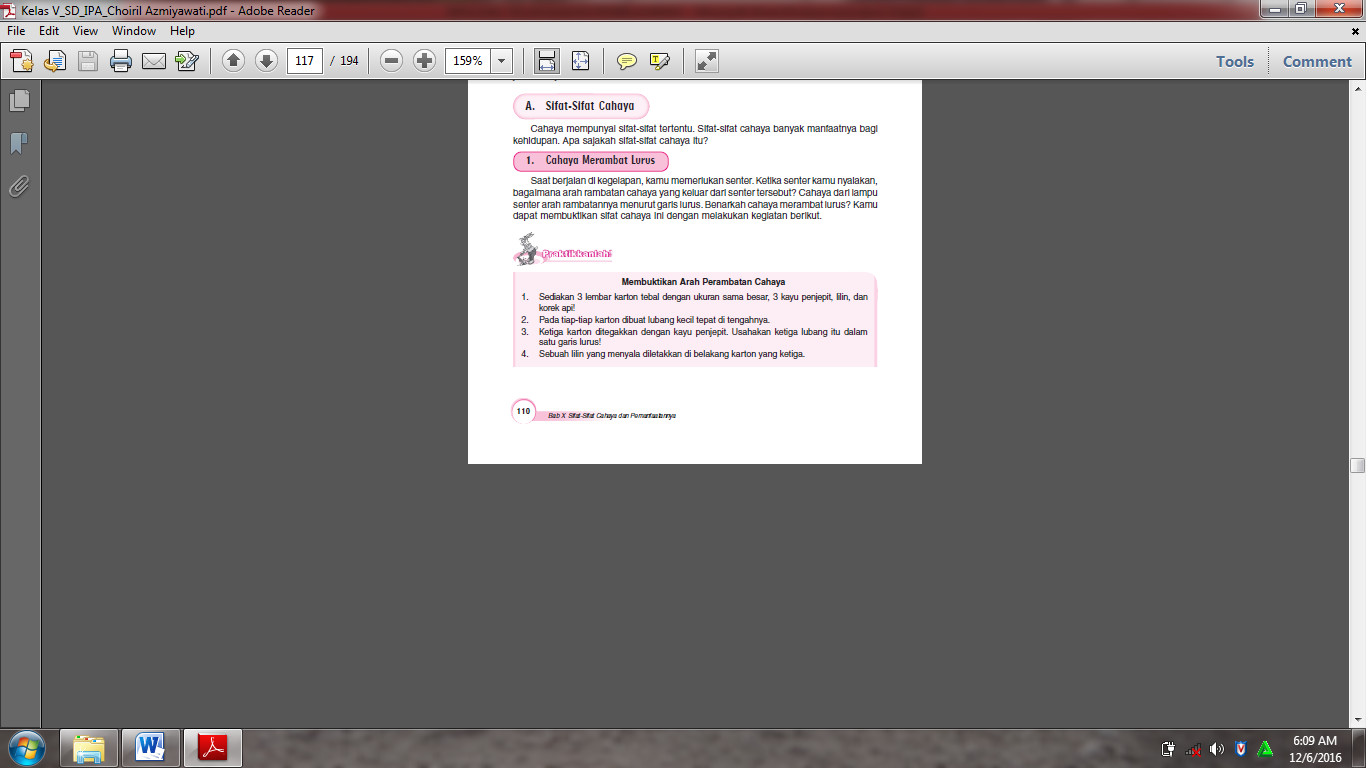 Kelas V_SD_IPA_Choiril Azmiyawati.pdf - Adobe Reader
File Edit View Window Help
117 / 194 159% Tools Comment
A. Sifat-Sifat Cahaya
Cahaya mempunyai sifat-sifat tertentu. Sifat-sifat cahaya banyak manfaatnya bagi
kehidupan. Apa sajakah sifat-sifat cahaya itu?
1. Cahaya Merambat Lurus
Saat berjalan di kegelapan, kamu memerlukan senter. Ketika senter kamu nyalakan,
bagaimana arah rambatan cahaya yang keluar dari senter tersebut? Cahaya dari lampu
senter arah rambatannya menurut garis lurus. Benarkah cahaya merambat lurus? Kamu
dapat membuktikan sifat cahaya ini dengan melakukan kegiatan berikut.
Praktikkanlah!
Membuktikan Arah Perambatan Cahaya
1. Sediakan 3 lembar karton tebal dengan ukuran sama besar, 3 kayu penjepit, lilin, dan
korek api!
2. Pada tiap-tiap karton dibuat lubang kecil tepat di tengahnya.
3. Ketiga karton ditegakkan dengan kayu penjepit. Usahakan ketiga lubang itu dalam
satu garis lurus!
4. Sebuah lilin yang menyala diletakkan di belakang karton yang ketiga.
110 Bab X Sifat-Sifat Cahaya dan Pemanfaatannya
6:09 AM
12/6/2016